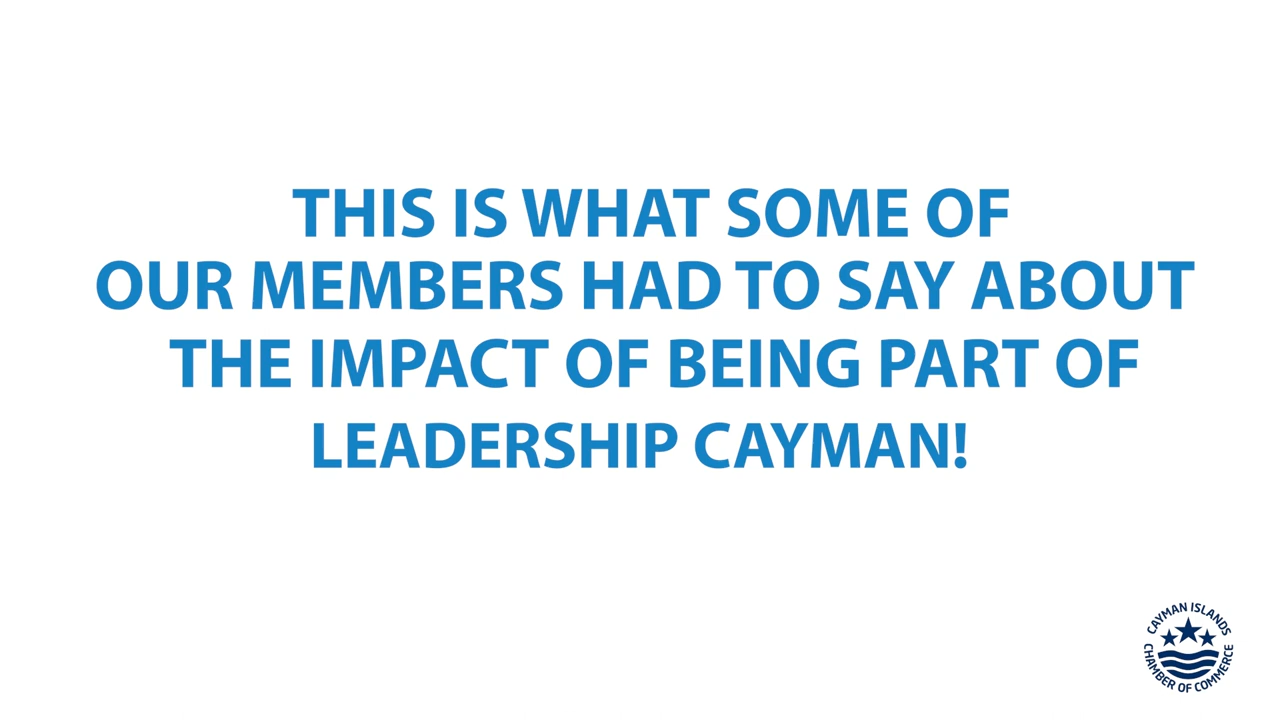 THIS IS WHAT SOME OF
OUR MEMBERS HAD TO SAY ABOUT
THE IMPACT OF BEING PART OF
LEADERSHIP CAYMAN!
CAYMAN ISLANDS
CHAMBER OF COMMERCE